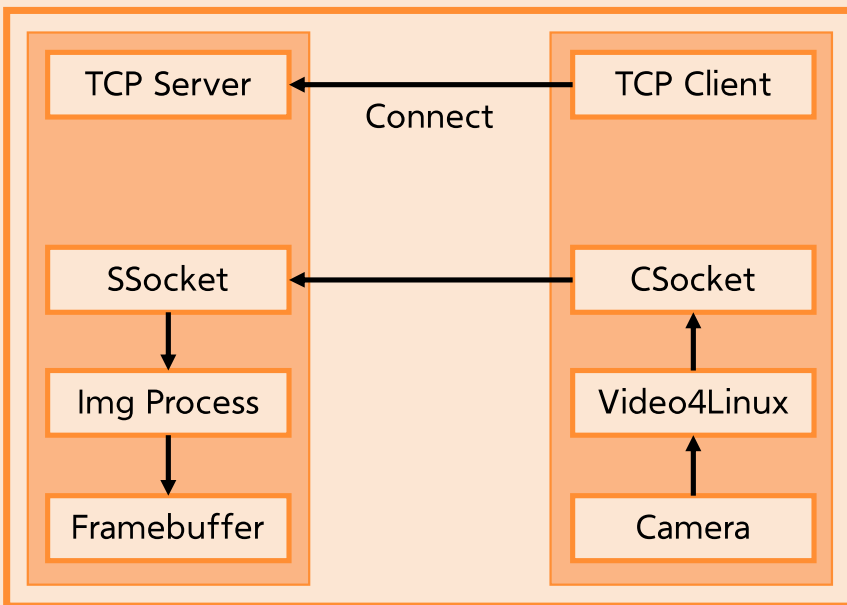 TCP Server
TCP Client
Connect
SSocket
CSocket
Img Process
Video4Linux
Framebuffer
Camera